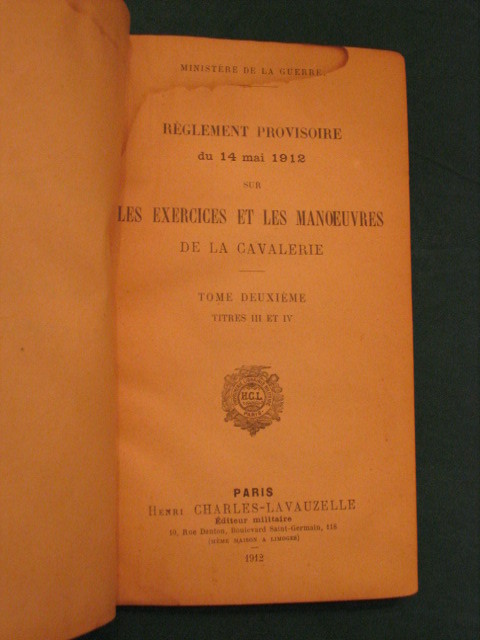 MINISTÈRE DE LA GUERRE
RÈGLEMENT PROVISOIRE
du 14 mai 1912
SUR
LES EXERCICES ET LES MANŒUVRES
DE LA CAVALERIE
TOME DEUXIÈME
TITRES III ET IV
H.C.L.
PARIS
PARIS
HENRI CHARLES-LAVAUZELLE
Éditeur militaire
10, Rue Danton, Boulevard Saint-Germain, 118
(MÊME MAISON A LIMOGES)
1912